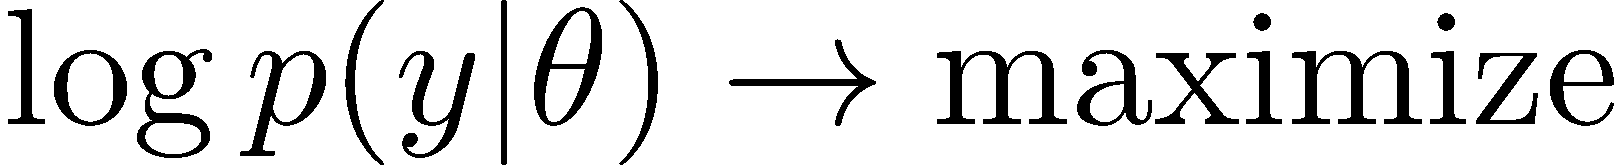 log p(y|θ) → maximize